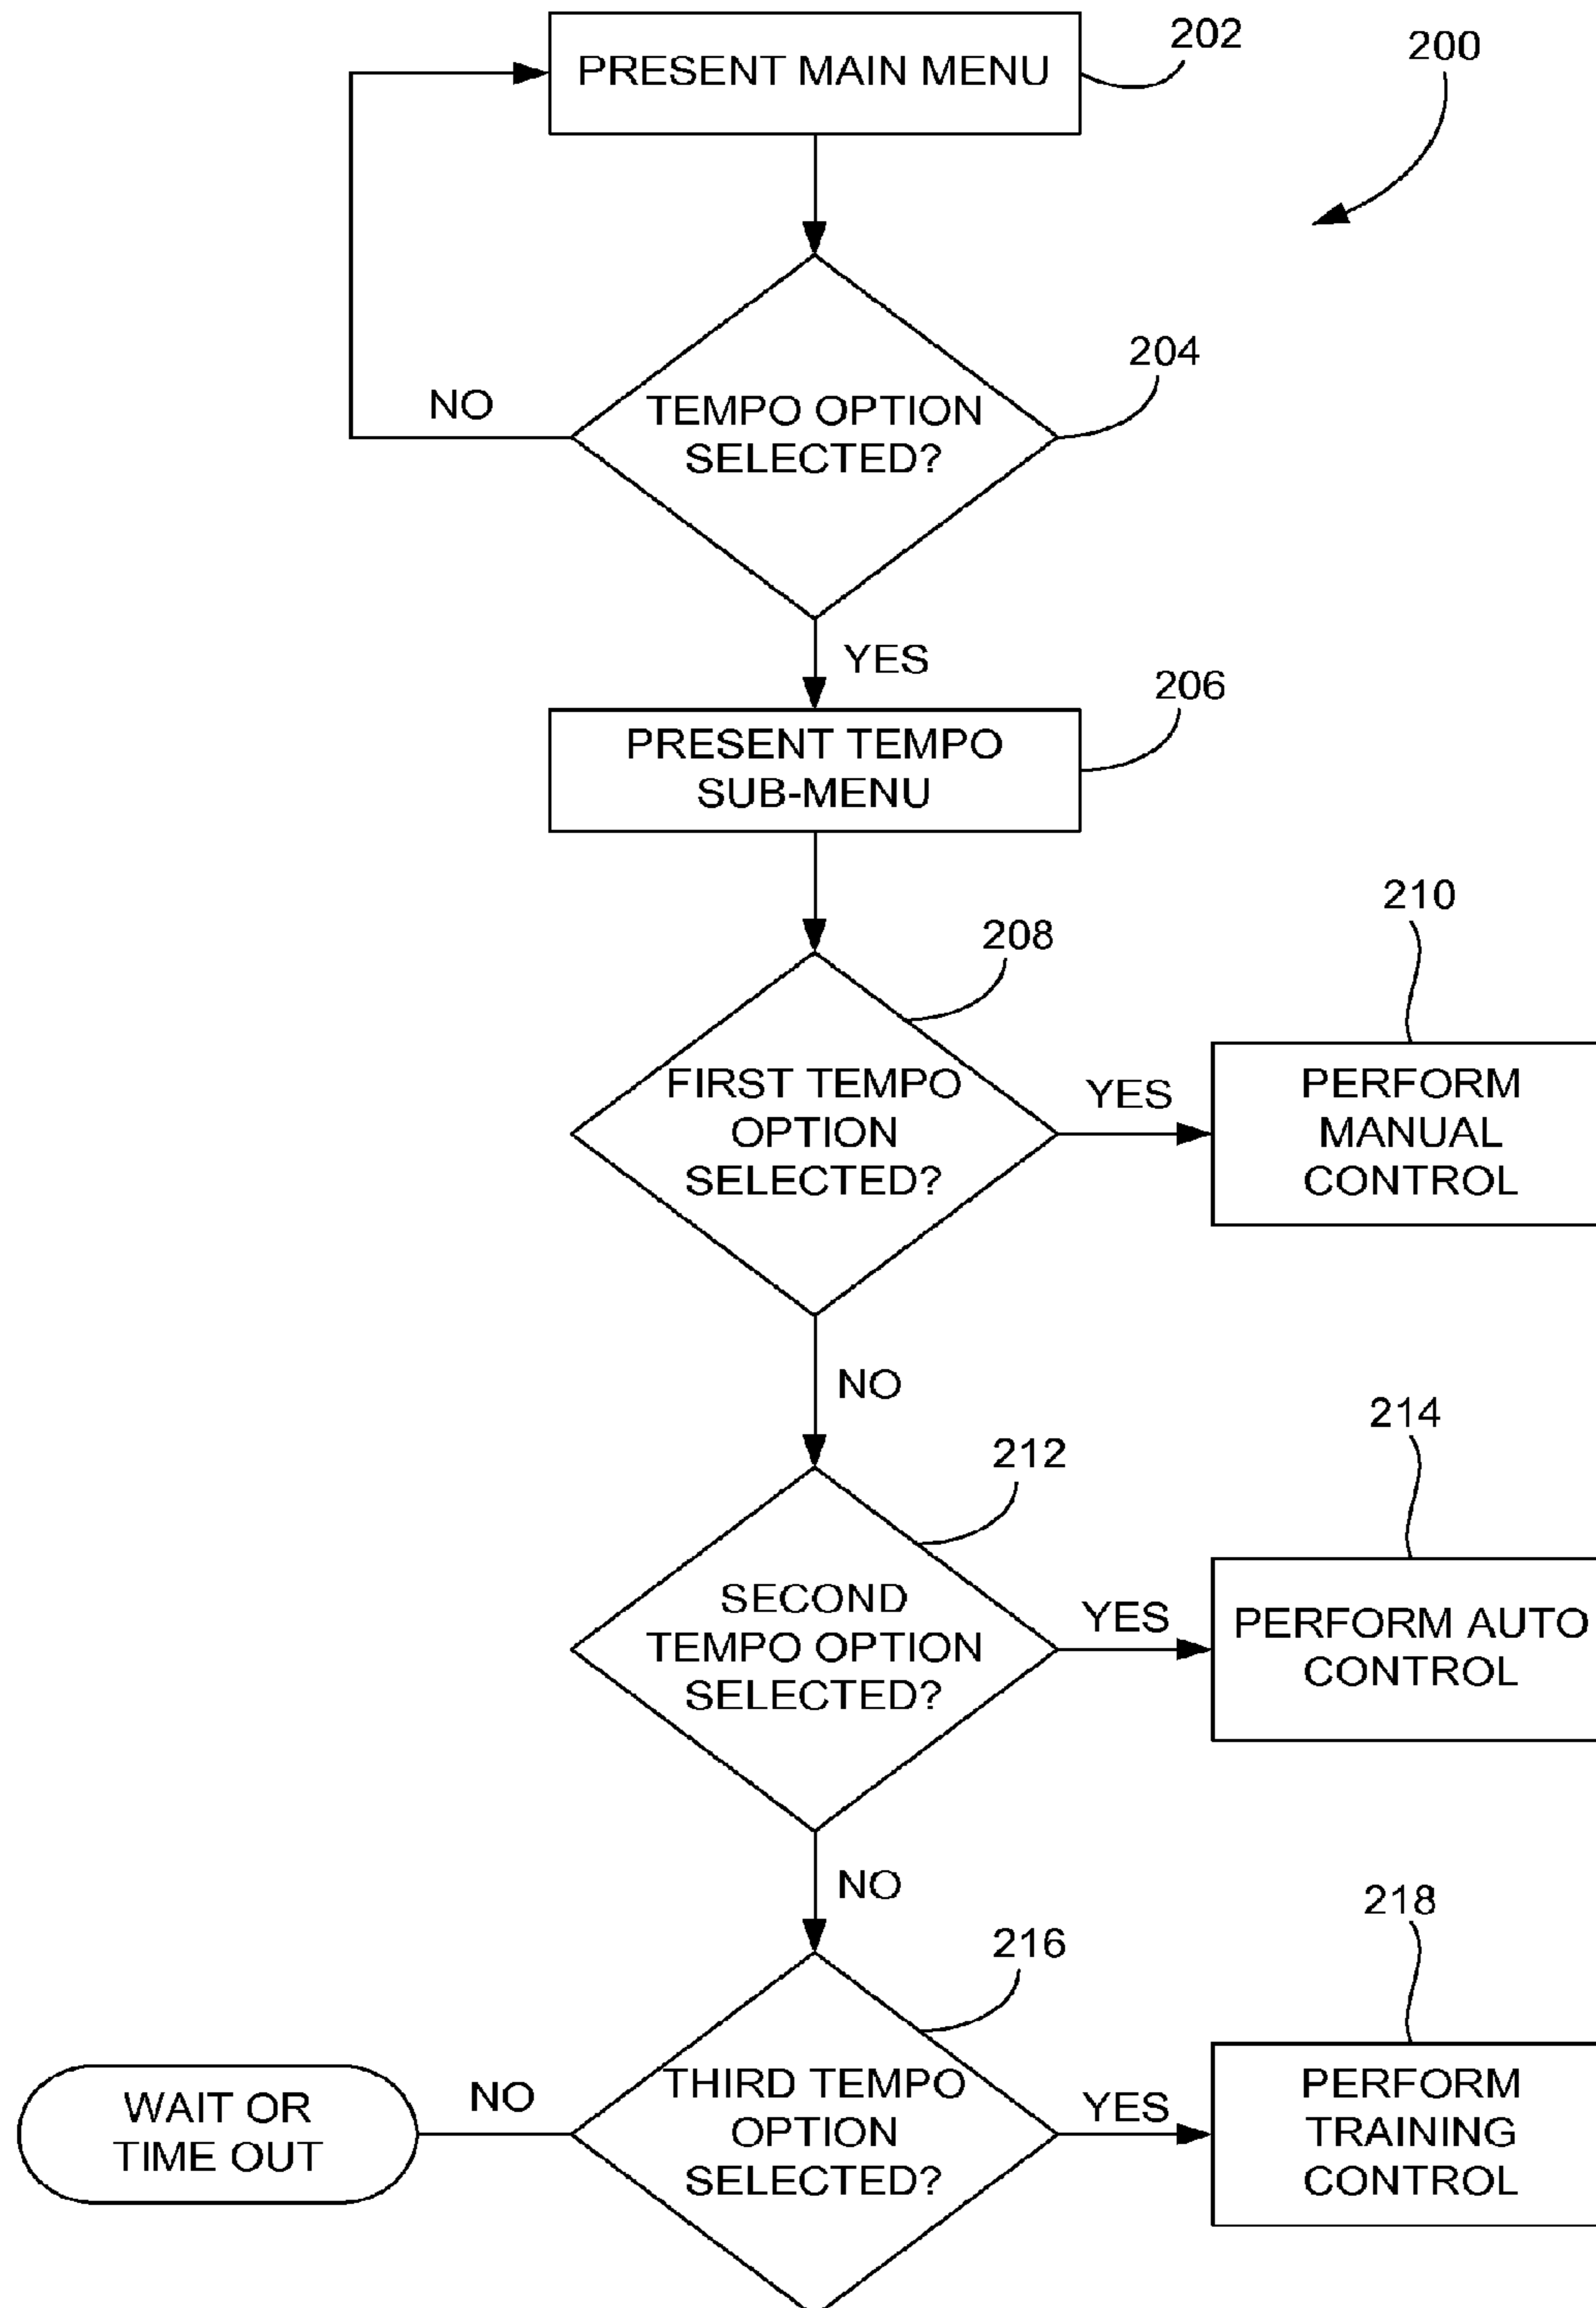 202
200
PRESENT MAIN MENU
204
NO
TEMPO OPTION
SELECTED?
YES
206
PRESENT TEMPO
SUB-MENU
210
208
FIRST TEMPO
OPTION
SELECTED?
YES
PERFORM
MANUAL
CONTROL
NO
214
212
SECOND
TEMPO OPTION
SELECTED?
YES
PERFORM AUTO
CONTROL
NO
218
216
WAIT OR
TIME OUT
NO
THIRD TEMPO
OPTION
SELECTED?
YES
PERFORM
TRAINING
CONTROL